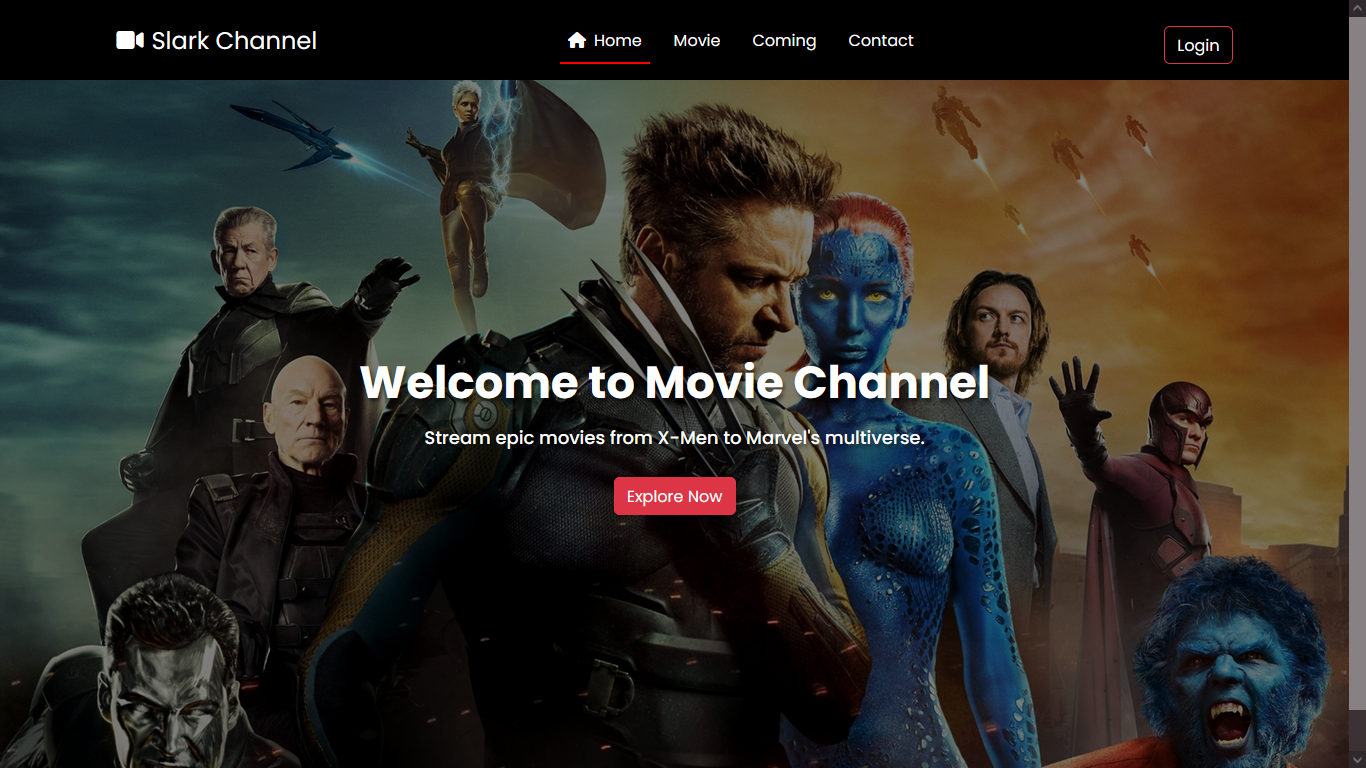 Slark Channel
Home
Movie
Coming
Contact
Login
Welcome to Movie Channel
Stream epic movies from X-Men to Marvel's multiverse.
Explore Now